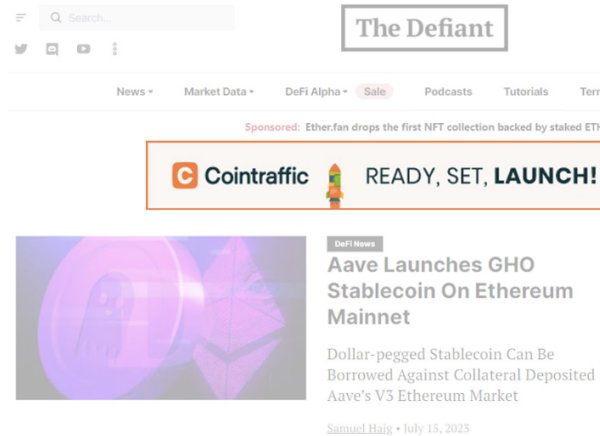 Search...
The Defiant
News
Market Data
DeFi Alpha
Sale
Podcasts
Tutorials
Sponsored: Ether.fan drops the first NFT collection backed by staked
C Cointraffic READY, SET, LAUNCH!
DeFi News
Aave Launches GHO
Stablecoin On Ethereum
Mainnet
Dollar-pegged Stablecoin Can Be
Borrowed Against Collateral Deposited
Aave's V3 Ethereum Market
Samuel Haig • July 15, 2023